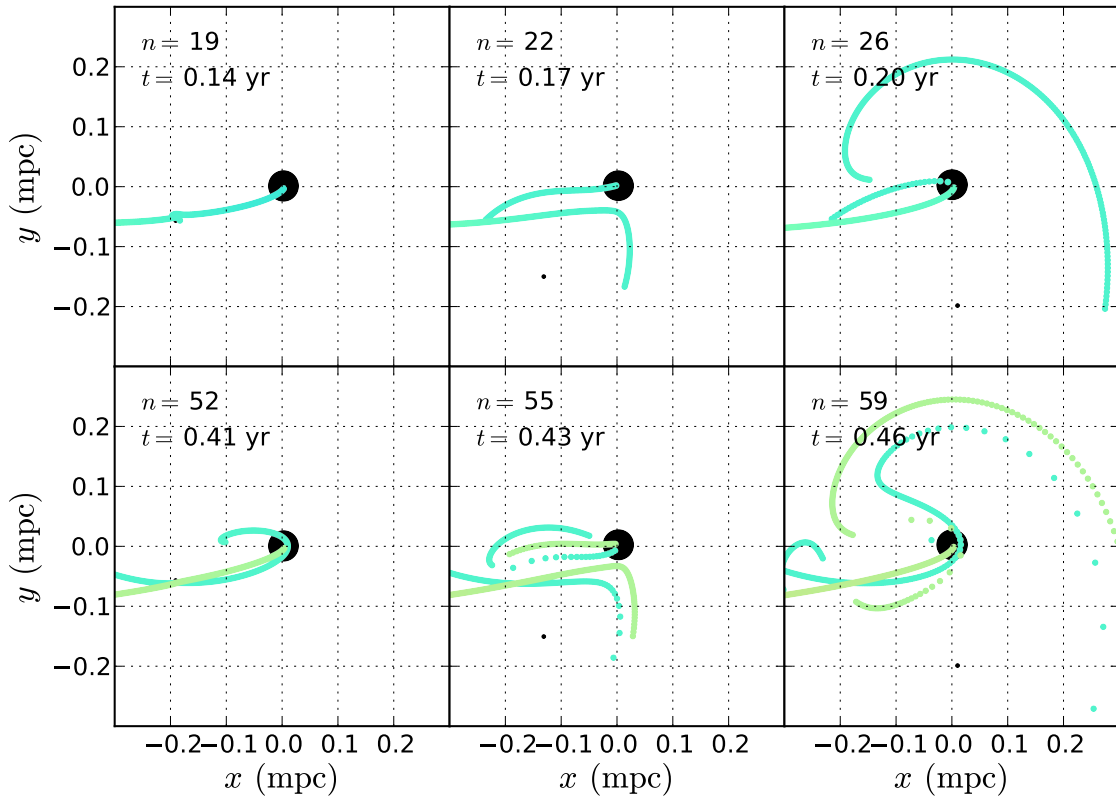 n = 19
t = 0.14 yr
n = 22
t = 0.17 yr
n = 26
t = 0.20 yr
0.2
0.1
0.0
−0.1
−0.2
y (mpc)
n = 52
t = 0.41 yr
n = 55
t = 0.43 yr
n = 59
t = 0.46 yr
0.2
0.1
0.0
−0.1
−0.2
y (mpc)
−0.2 −0.1 0.0 0.1 0.2
−0.2 −0.1 0.0 0.1 0.2
−0.2 −0.1 0.0 0.1 0.2
x (mpc)
x (mpc)
x (mpc)